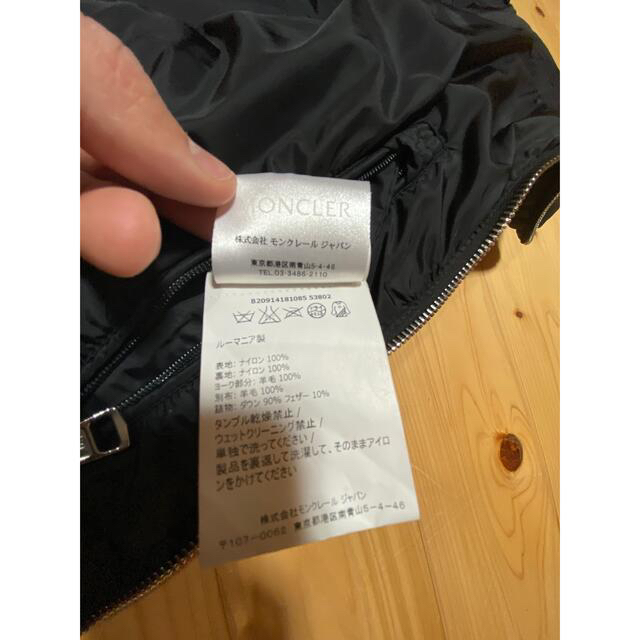 MONCLER
株式会社 モンクレール ジャパン
東京都港区南青山5-4-46
TEL.03-3486-2110
B20914181085 53802
ルーマニア製
表地: ナイロン 100%
裏地: ナイロン 100%
ヨーク部分: 羊毛 100%
別布: 羊毛 100%
詰物: ダウン 90% フェザー 10%
タンブル乾燥禁止 /
ウェットクリーニング禁止 /
単独で洗ってください /
製品を裏返して洗濯して、そのままアイロ
ンをかけてください
株式会社モンクレール ジャパン
〒107-0062 東京都港区南青山5-4-46